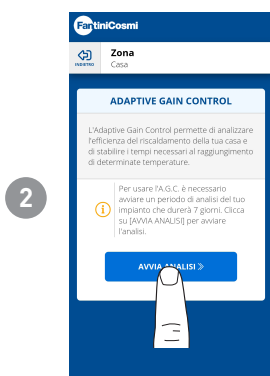 FantiniCosmi
INDIETRO
Zona
Casa
ADAPTIVE GAIN CONTROL
L'Adaptive Gain Control permette di analizzare
l'efficienza del riscaldamento della tua casa e
di stabilire i tempi necessari al raggiungimento
di determinate temperature.
2
Per usare l'A.G.C. è necessario
avviare un periodo di analisi del tuo
impianto che durerà 7 giorni. Clicca
su [AVVIA ANALISI] per avviare
l'analisi.
AVVIA ANALISI